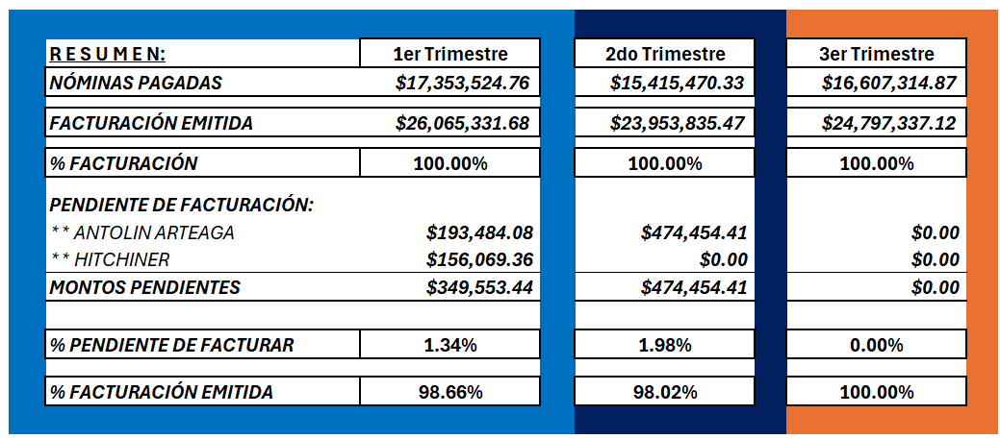 R E S U M E N: 1er Trimestre 2do Trimestre 3er Trimestre
NÓMINAS PAGADAS $17,353,524.76 $15,415,470.33 $16,607,314.87
FACTURACIÓN EMITIDA $26,065,331.68 $23,953,835.47 $24,797,337.12
% FACTURACIÓN 100.00% 100.00% 100.00%
PENDIENTE DE FACTURACIÓN:
** ANTOLIN ARTEAGA $193,484.08 $474,454.41 $0.00
** HITCHINER $156,069.36 $0.00 $0.00
MONTOS PENDIENTES $349,553.44 $474,454.41 $0.00
% PENDIENTE DE FACTURAR 1.34% 1.98% 0.00%
% FACTURACIÓN EMITIDA 98.66% 98.02% 100.00%